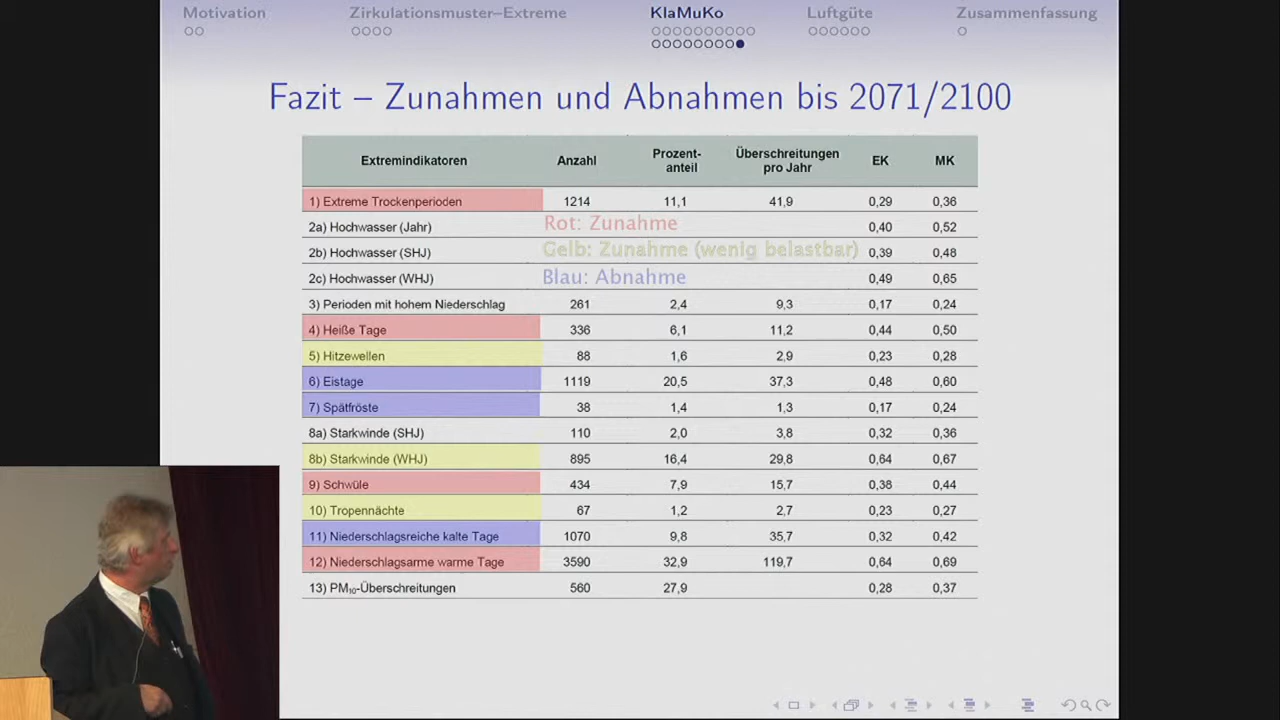 Motivation Zirkulationsmuster–Extreme KlaMuKo Luftgüte Zusammenfassung
Fazit – Zunahmen und Abnahmen bis 2071/2100
Extremindikatoren Anzahl Prozent-anteil Überschreitungen pro Jahr EK MK
1) Extreme Trockenperioden 1214 11,1 41,9 0,29 0,36
Rot: Zunahme
2a) Hochwasser (Jahr) 0,40 0,52
Gelb: Zunahme (wenig belastbar)
2b) Hochwasser (SHJ) 0,39 0,48
Blau: Abnahme
2c) Hochwasser (WHJ) 0,49 0,65
3) Perioden mit hohem Niederschlag 261 2,4 9,3 0,17 0,24
4) Heiße Tage 336 6,1 11,2 0,44 0,50
5) Hitzewellen 88 1,6 2,9 0,23 0,28
6) Eistage 1119 20,5 37,3 0,48 0,60
7) Spätfröste 38 1,4 1,3 0,17 0,24
8a) Starkwinde (SHJ) 110 2,0 3,8 0,32 0,36
8b) Starkwinde (WHJ) 895 16,4 29,8 0,64 0,67
9) Schwüle 434 7,9 15,7 0,38 0,44
10) Tropennächte 67 1,2 2,7 0,23 0,27
11) Niederschlagsreiche kalte Tage 1070 9,8 35,7 0,32 0,42
12) Niederschlagsarme warme Tage 3590 32,9 119,7 0,64 0,69
13) PM₁₀-Überschreitungen 560 27,9 0,28 0,37